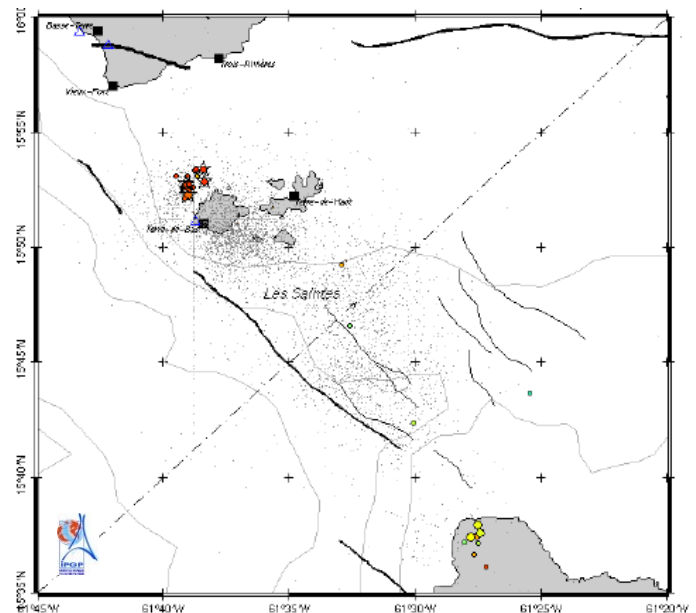 16°00'
Basse-Terre
Trois-Rivières
Vieux-Fort
15°55'N
Terre-de-Haut
Terre-de-Bas
15°50'N
Les Saintes
15°45'N
15°40'N
IPGP
15°35'N
61°45'W
61°40'W
61°35'W
61°30'W
61°25'W
61°20'W